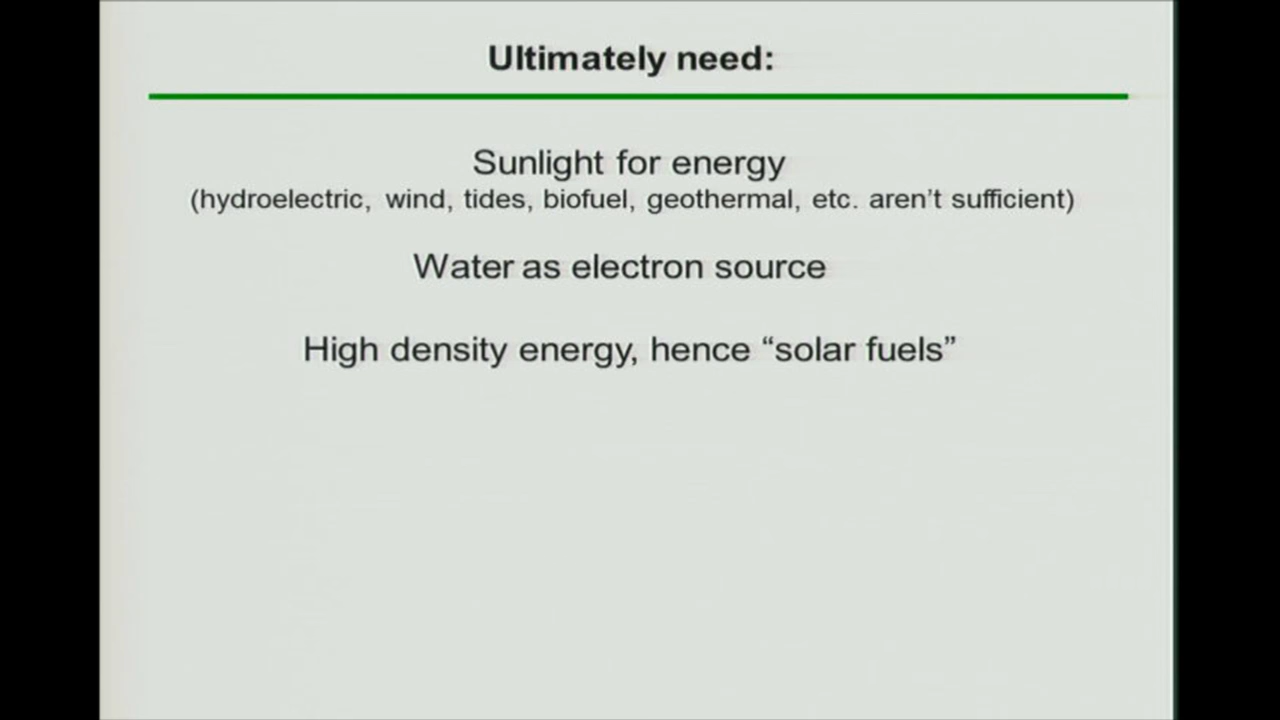 Ultimately need:
Sunlight for energy
(hydroelectric, wind, tides, biofuel, geothermal, etc. aren’t sufficient)
Water as electron source
High density energy, hence “solar fuels”